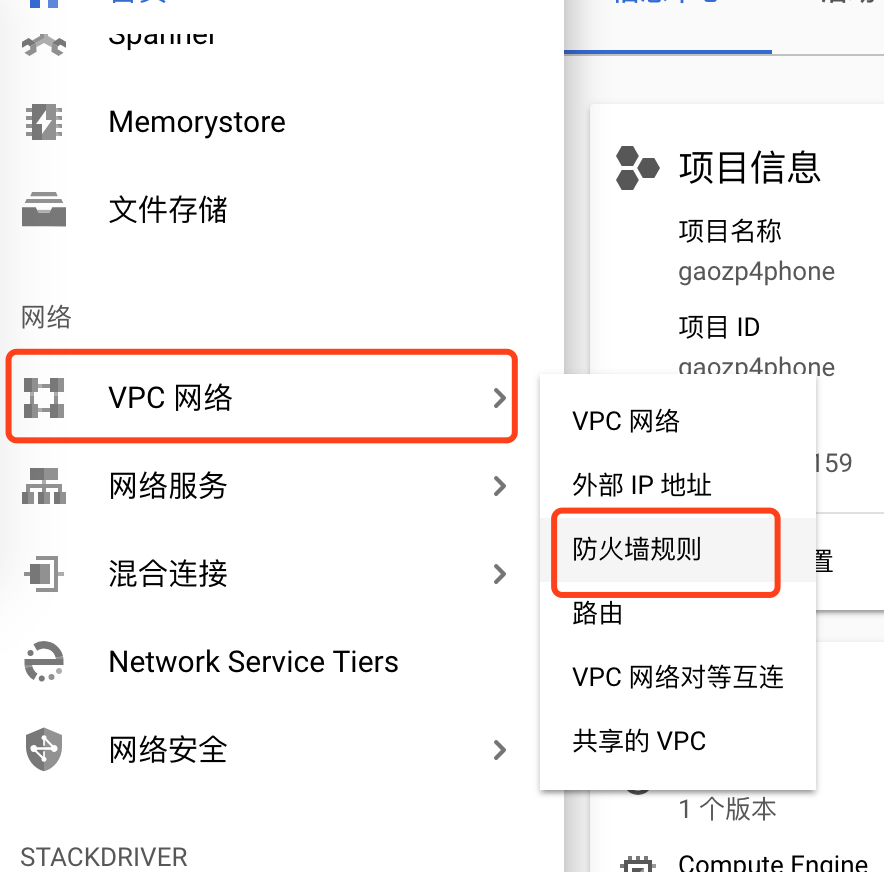 Spanner
Memorystore
文件存储
网络
VPC 网络
网络服务
混合连接
Network Service Tiers
网络安全
STACKDRIVER
VPC 网络
外部 IP 地址
防火墙规则
路由
VPC 网络对等互连
共享的 VPC
项目信息
项目名称
gaozp4phone
项目 ID
gaozp4phone
159
置
1 个版本
Compute Engine